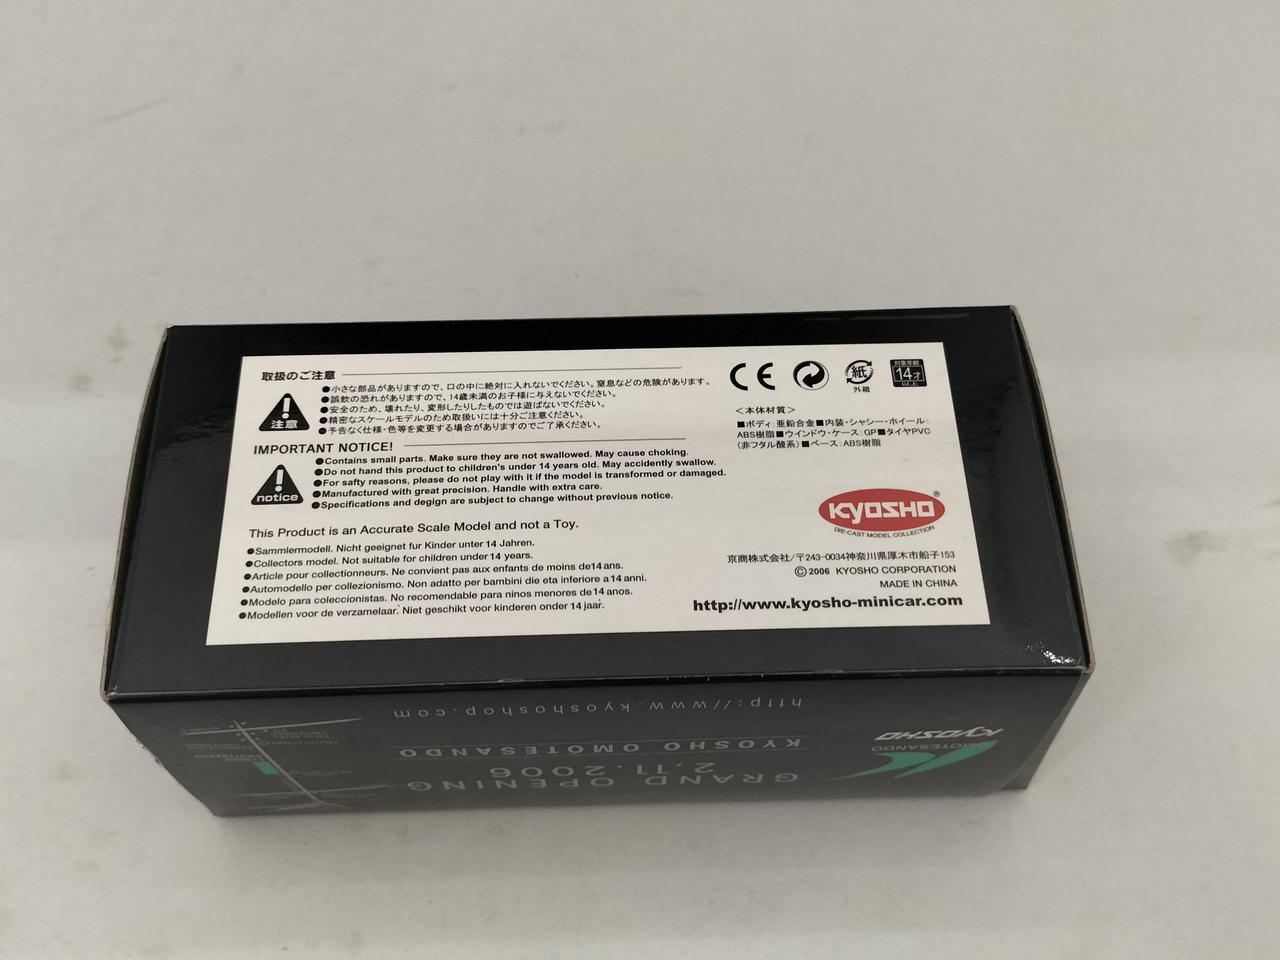 取扱のご注意
●小さな部品がありますので、口の中に絶対に入れないでください。窒息などの危険があります。
●誤飲の恐れがありますので、14歳未満のお子様に与えないでください。
●安全のため、壊れたり、変形したりしたものでは遊ばないでください。
●精密なスケールモデルのため取扱いには十分ご注意ください。
●予告なく仕様・色等を変更する場合がありますのでご了承ください。
注意
IMPORTANT NOTICE!
●Contains small parts. Make sure they are not swallowed. May cause choking.
●Do not hand this product to children's under 14 years old. May accidently swallow.
●For safty reasons, please do not play with it if the model is transformed or damaged.
●Manufactured with great precision. Handle with extra care.
●Specifications and degign are subject to change without previous notice.
notice
This Product is an Accurate Scale Model and not a Toy.
●Sammlermodell. Nicht geeignet fur Kinder unter 14 Jahren.
●Collectors model. Not suitable for children under 14 years.
●Article pour collectionneurs. Ne convient pas aux enfants de moins de14 ans.
●Automodello per collezionismo. Non adatto per bambini die eta inferiore a 14 anni.
●Modelo para coleccionistas. No recomendable para ninos menores de14 anos.
●Modellen voor de verzamelaar. Niet geschikt voor kinderen onder 14 jaar.
CE
紙
外箱
対象年齢
14才
＜本体材質＞
■ボディ：亜鉛合金■内装・シャシー・ホイール：
ABS樹脂■ウインドウ・ケース：GP■タイヤPVC
（非フタル酸系）■ベース：ABS樹脂
KYOSHO®
DIE-CAST MODEL COLLECTION
京商株式会社/〒243-0034神奈川県厚木市船子153
© 2006 KYOSHO CORPORATION
MADE IN CHINA
http://www.kyosho-minicar.com
KYOSHO
OMOTESANDO
GRAND OPENING
2.11.2006
KYOSHO OMOTESANDO
http://www.kyoshoshop.com